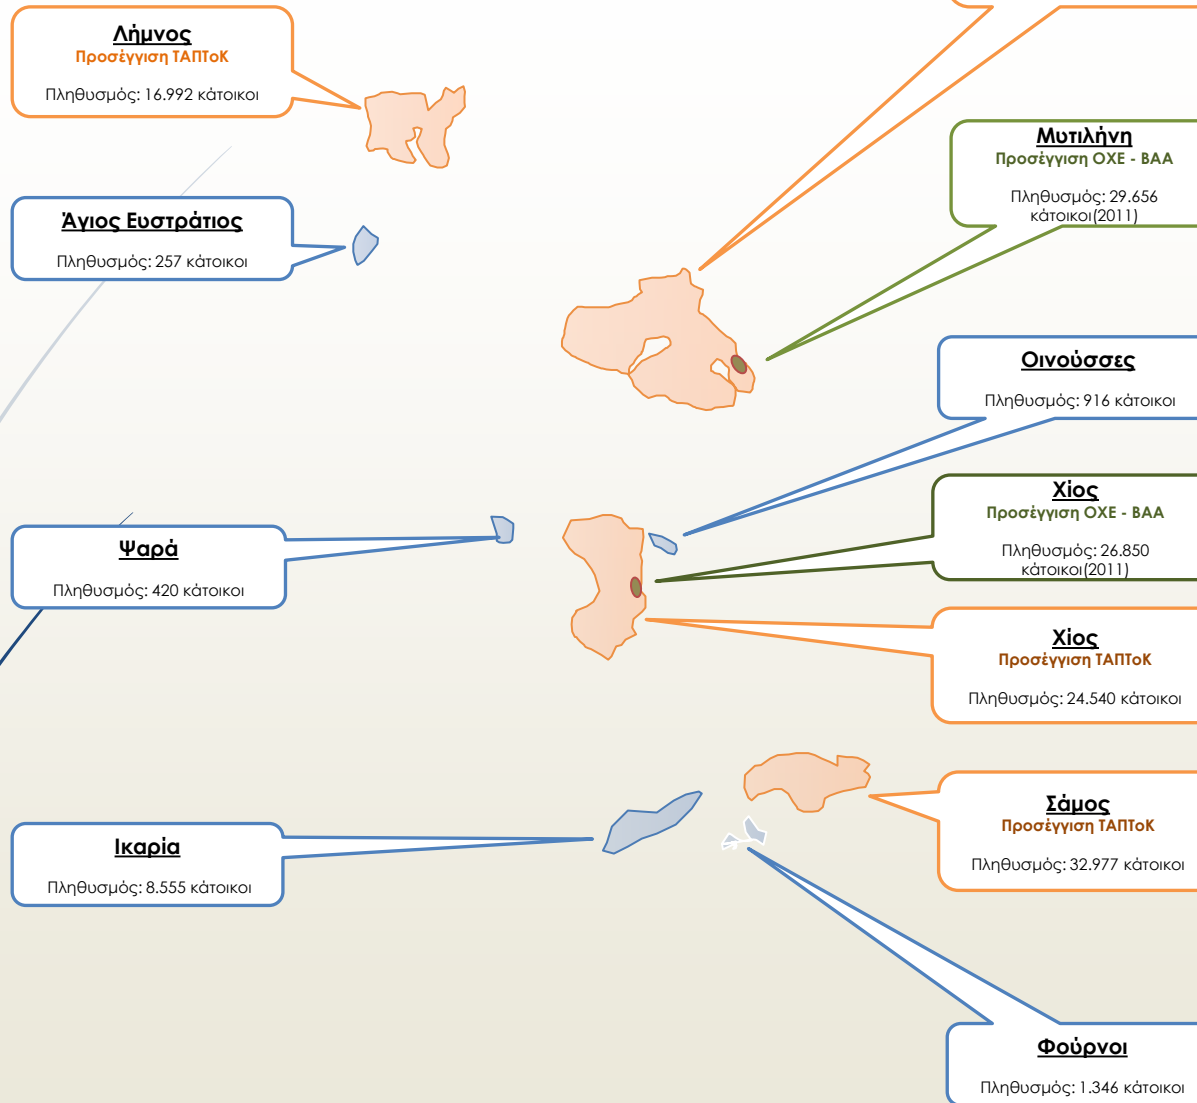 Λήμνος
Προσέγγιση ΤΑΠΤοΚ
Πληθυσμός: 16.992 κάτοικοι
Μυτιλήνη
Προσέγγιση ΟΧΕ - ΒΑΑ
Πληθυσμός: 29.656
κάτοικοι(2011)
Άγιος Ευστράτιος
Πληθυσμός: 257 κάτοικοι
Οινούσσες
Πληθυσμός: 916 κάτοικοι
Χίος
Προσέγγιση ΟΧΕ - ΒΑΑ
Πληθυσμός: 26.850
κάτοικοι(2011)
Ψαρά
Πληθυσμός: 420 κάτοικοι
Χίος
Προσέγγιση ΤΑΠΤοΚ
Πληθυσμός: 24.540 κάτοικοι
Σάμος
Προσέγγιση ΤΑΠΤοΚ
Πληθυσμός: 32.977 κάτοικοι
Ικαρία
Πληθυσμός: 8.555 κάτοικοι
Φούρνοι
Πληθυσμός: 1.346 κάτοικοι